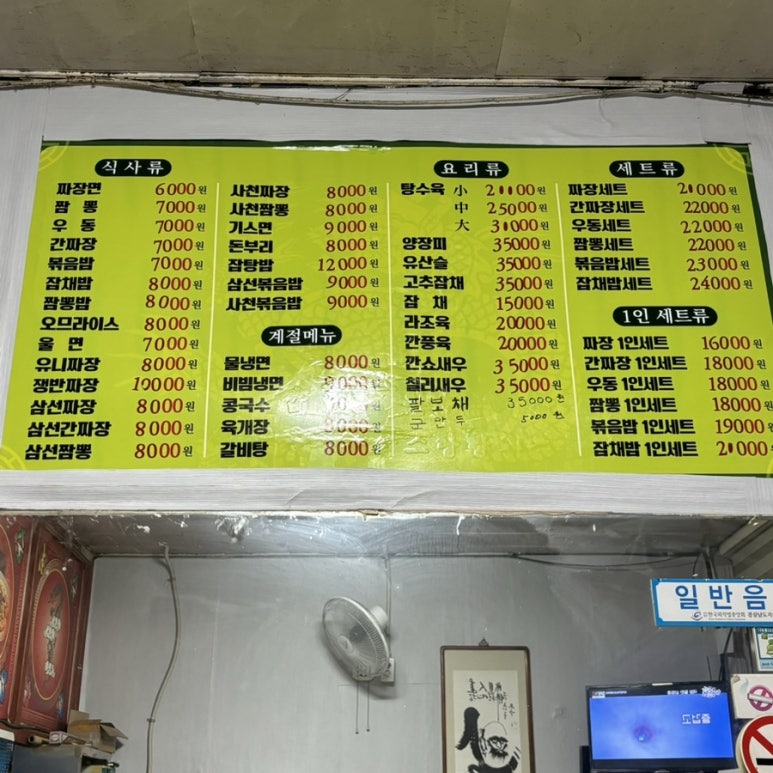 식사류
짜장면 6000원
짬뽕 7000원
우동 7000원
간짜장 7000원
볶음밥 7000원
잡채밥 8000원
짬뽕밥 8000원
오므라이스 8000원
울면 7000원
유니짜장 8000원
쟁반짜장 10000원
삼선짜장 8000원
삼선간짜장 8000원
삼선짬뽕 8000원
사천짜장 8000원
사천짬뽕 8000원
기스면 9000원
돈부리 8000원
잡탕밥 12000원
삼선볶음밥 9000원
사천볶음밥 9000원
계절메뉴
물냉면 8000원
비빔냉면
콩국수
육개장 8000원
갈비탕 8000원
요리류
탕수육 小 원
中 25000원
大 원
양장피 35000원
유산슬 35000원
고추잡채 35000원
잡채 15000원
라조육 20000원
깐풍육 20000원
깐쇼새우 35000원
칠리새우 35000원
팔보채 35000원
군만두 5000원
세트류
짜장세트 21000원
간짜장세트 22000원
우동세트 22000원
짬뽕세트 22000원
볶음밥세트 23000원
잡채밥세트 24000원
1인 세트류
짜장 1인세트 16000원
간짜장 1인세트 18000원
우동 1인세트 18000원
짬뽕 1인세트 18000원
볶음밥 1인세트 19000원
잡채밥 1인세트 원
일반음